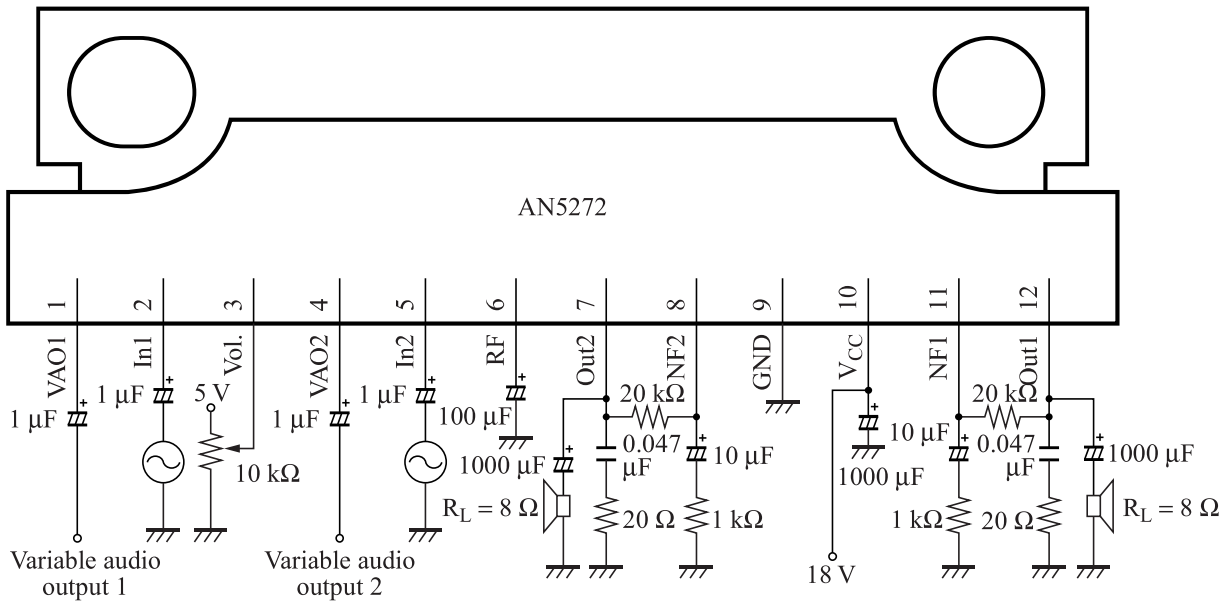 AN5272
1 2 3 4 5 6 7 8 9 10 11 12
VAO1
In1
Vol.
VAO2
In2
RF
Out2
NF2
GND
VCC
NF1
Out1
1 μF
1 μF
5 V
10 kΩ
1 μF
1 μF
100 μF
1000 μF
20 kΩ
0.047
μF
10 μF
RL = 8 Ω
20 Ω
1 kΩ
1000 μF
18 V
10 μF
20 kΩ
0.047
μF
1000 μF
1 kΩ
20 Ω
RL = 8 Ω
Variable audio
output 1
Variable audio
output 2